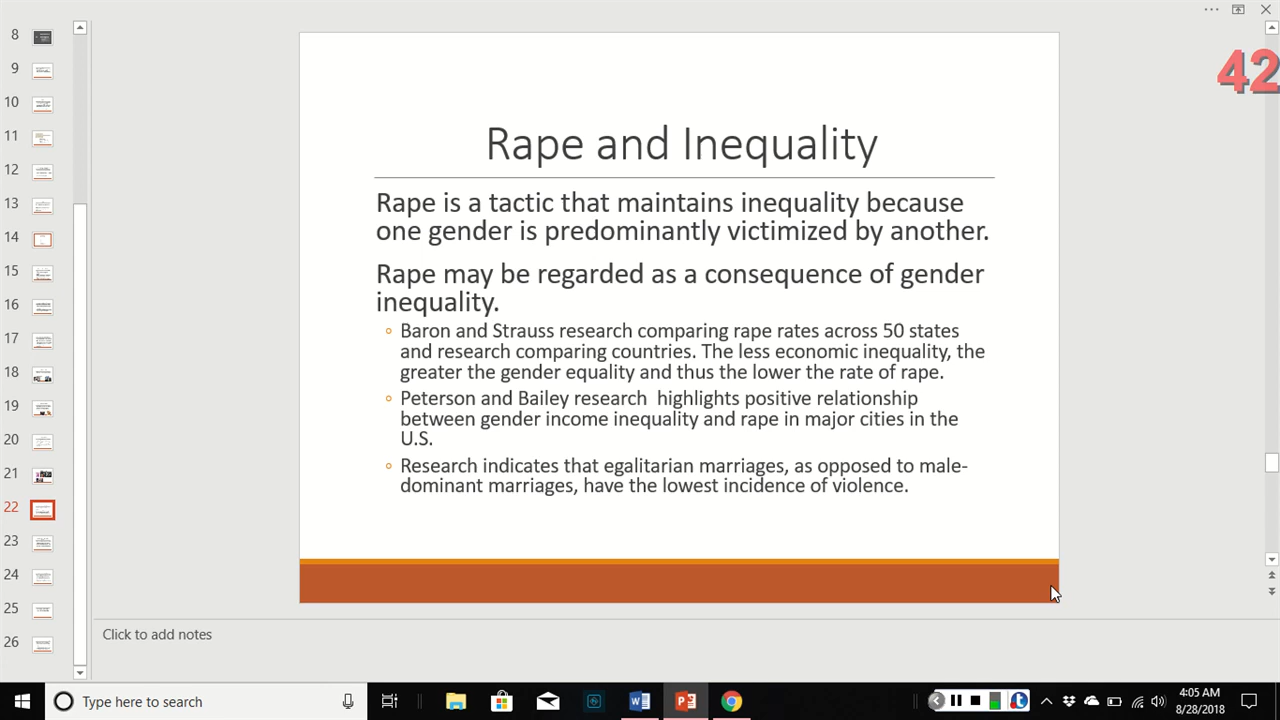 8
9
10
11
12
13
14
15
16
17
18
19
20
21
22
23
24
25
26
42
Rape and Inequality
Rape is a tactic that maintains inequality because
one gender is predominantly victimized by another.
Rape may be regarded as a consequence of gender
inequality.
Baron and Strauss research comparing rape rates across 50 states
and research comparing countries. The less economic inequality, the
greater the gender equality and thus the lower the rate of rape.
Peterson and Bailey research highlights positive relationship
between gender income inequality and rape in major cities in the
U.S.
Research indicates that egalitarian marriages, as opposed to male-
dominant marriages, have the lowest incidence of violence.
Click to add notes
Type here to search
4:05 AM
8/28/2018